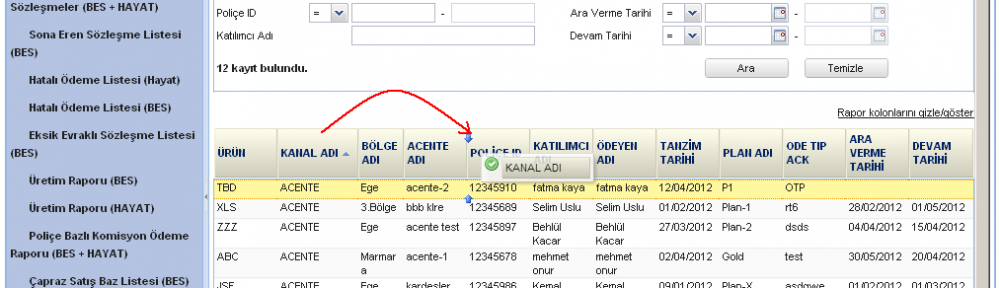 Sözleşmeler (BES + HAYAT)
Sona Eren Sözleşme Listesi
(BES)
Hatalı Ödeme Listesi (Hayat)
Hatalı Ödeme Listesi (BES)
Eksik Evraklı Sözleşme Listesi
(BES)
Üretim Raporu (BES)
Üretim Raporu (HAYAT)
Poliçe Bazlı Komisyon Ödeme
Raporu (BES + HAYAT)
Çapraz Satış Baz Listesi (BES)
Poliçe ID = - Ara Verme Tarihi = -
Katılımcı Adı Devam Tarihi = -
12 kayıt bulundu. Ara Temizle
Rapor kolonlarını gizle/göster
ÜRÜN KANAL ADI BÖLGE ADI ACENTE ADI POLİÇE ID KATILIMCI ADI ÖDEYEN ADI TANZİM TARİHİ PLAN ADI ODE TIP ACK ARA VERME TARİHİ DEVAM TARİHİ
KANAL ADI
TBD ACENTE Ege acente-2 12345910 fatma kaya fatma kaya 12/04/2012 P1 OTP
XLS ACENTE 3.Bölge bbb klre 12345689 Selim Uslu Selim Uslu 01/02/2012 Plan-1 rt6 28/02/2012 01/05/2012
ZZZ ACENTE Ege acente test 12345897 Behlül Kacar Behlül Kacar 27/03/2012 Plan-2 dsds 04/04/2012 15/04/2012
ABC ACENTE Marmara acente-1 12345678 mehmet onur mehmet onur 02/04/2012 Gold test 30/05/2012 20/04/2012
JSF ACENTE Ege kardesler 12345986 Kemal Kemal 09/01/2012 Plan-X asdqwe 01/02/2012 01/03/2012